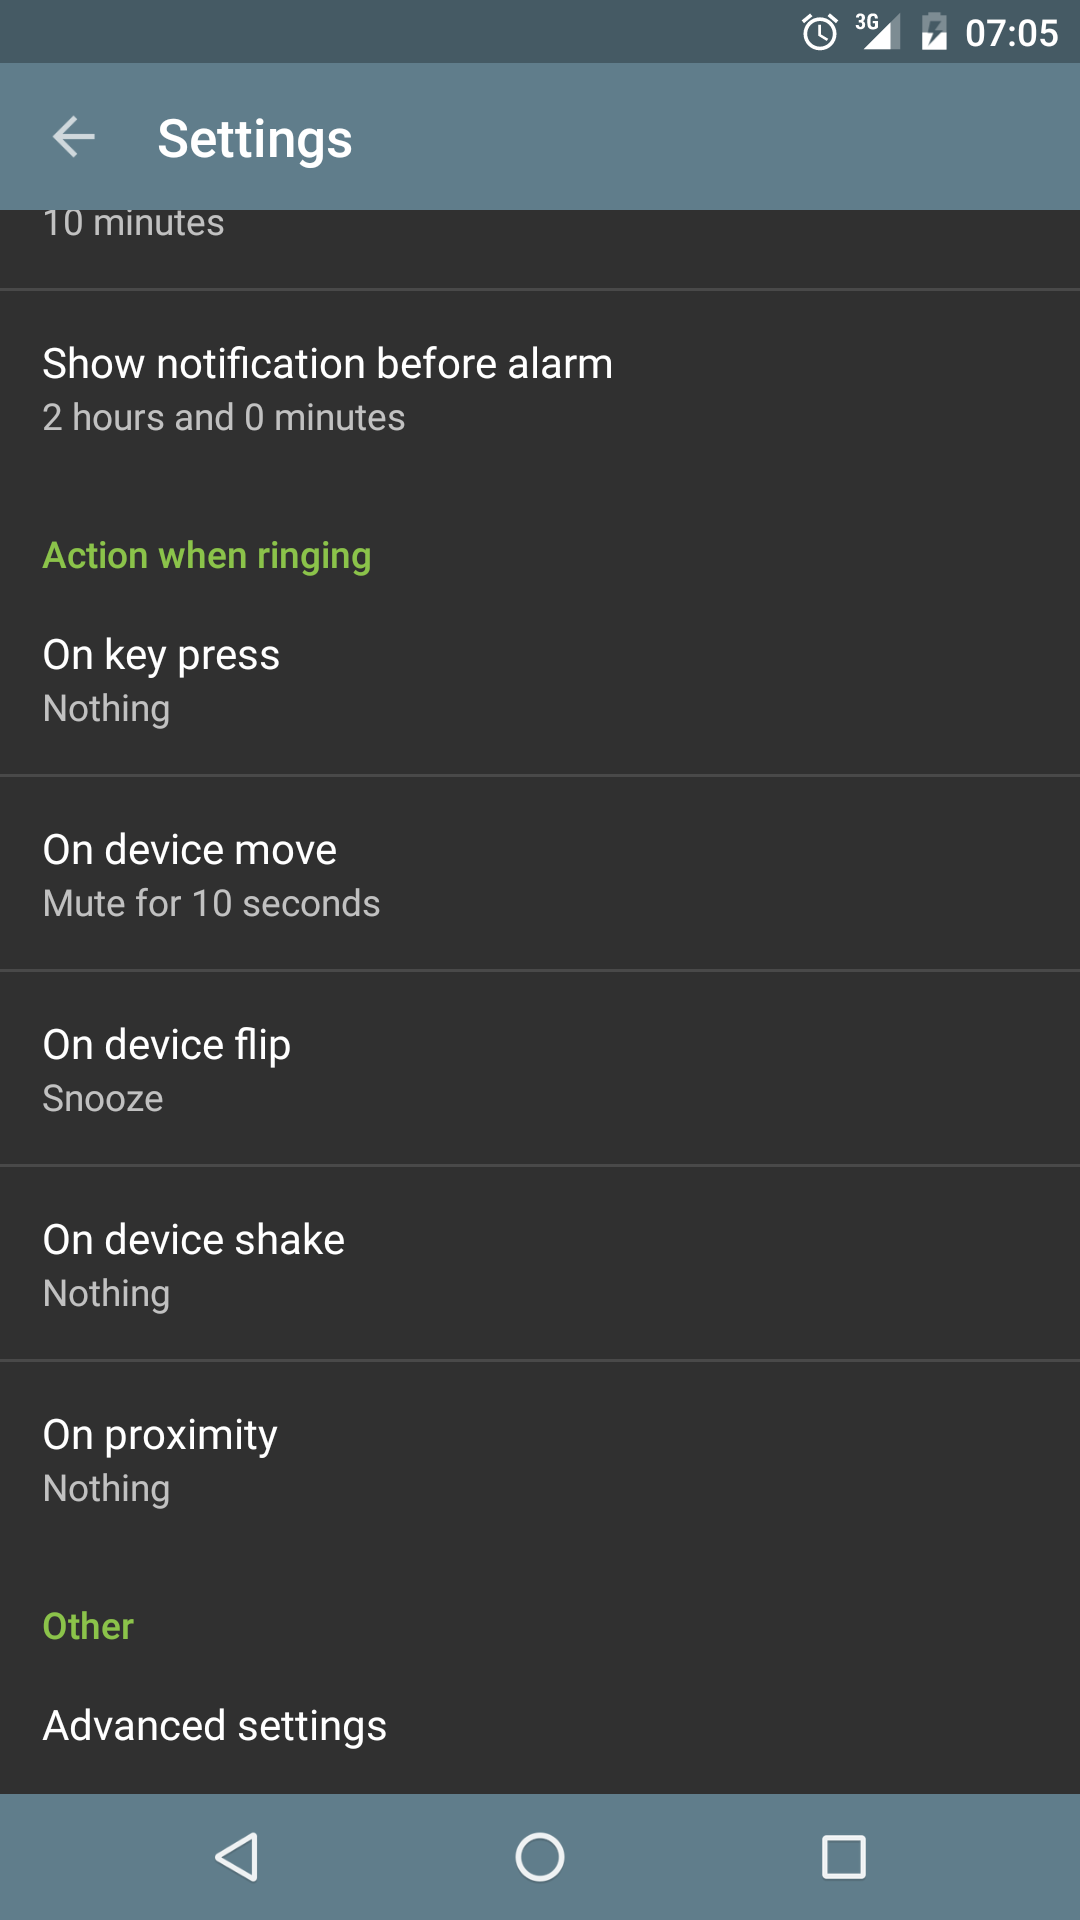 3G 07:05
Settings
10 minutes
Show notification before alarm
2 hours and 0 minutes
Action when ringing
On key press
Nothing
On device move
Mute for 10 seconds
On device flip
Snooze
On device shake
Nothing
On proximity
Nothing
Other
Advanced settings